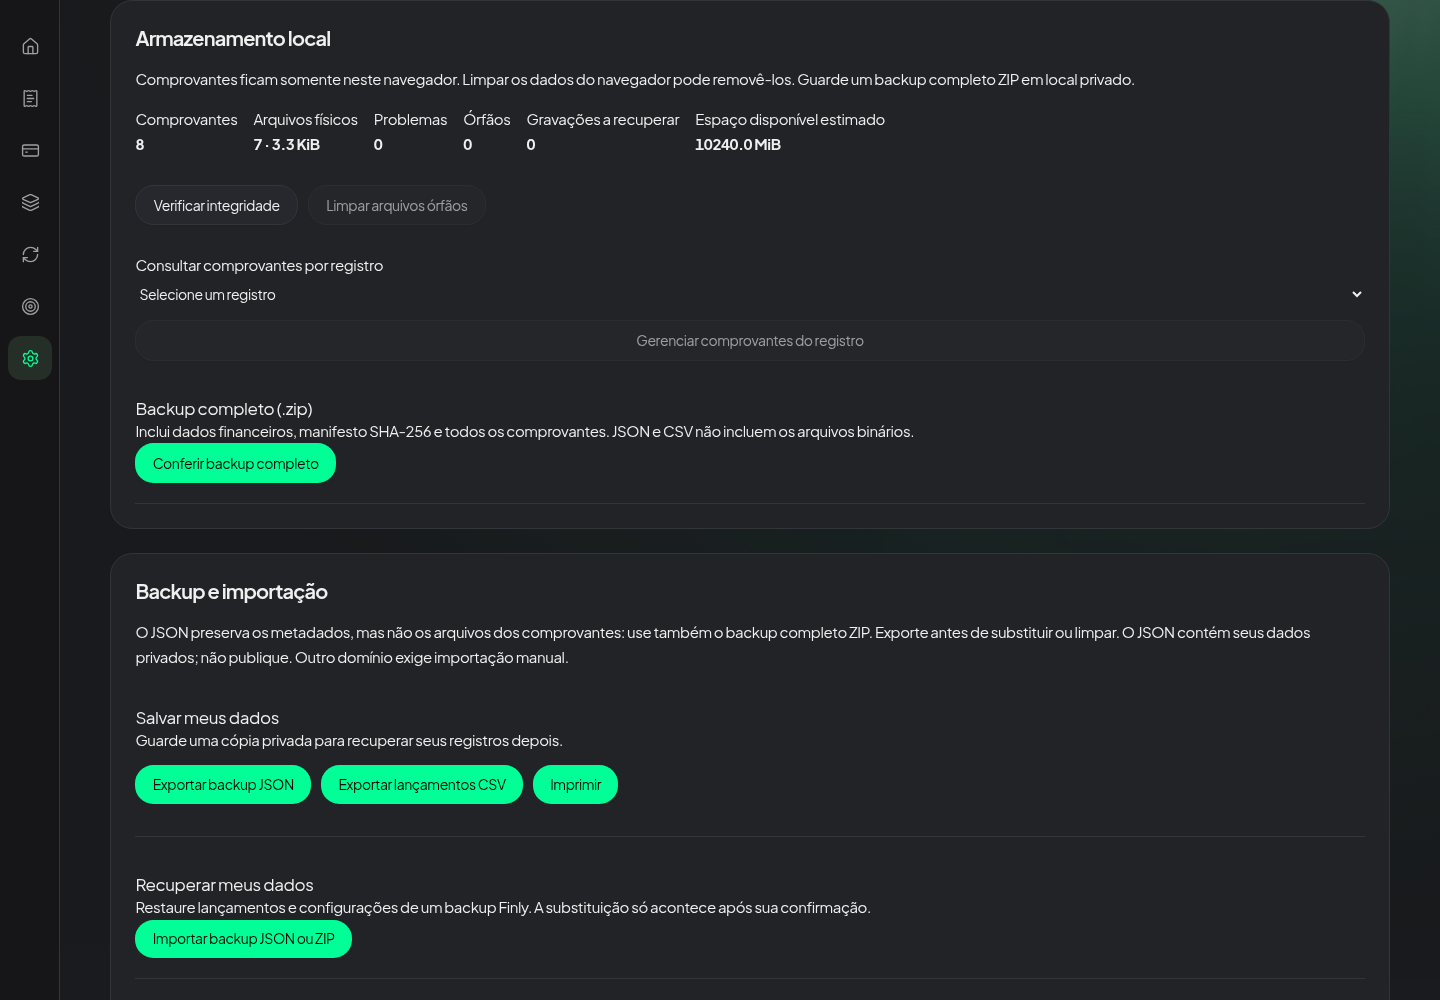 Armazenamento local
Comprovantes ficam somente neste navegador. Limpar os dados do navegador pode removê-los. Guarde um backup completo ZIP em local privado.
Comprovantes Arquivos físicos Problemas Órfãos Gravações a recuperar Espaço disponível estimado
8 7 · 3.3 KiB 0 0 0 10240.0 MiB
Verificar integridade Limpar arquivos órfãos
Consultar comprovantes por registro
Selecione um registro
Gerenciar comprovantes do registro
Backup completo (.zip)
Inclui dados financeiros, manifesto SHA-256 e todos os comprovantes. JSON e CSV não incluem os arquivos binários.
Conferir backup completo
Backup e importação
O JSON preserva os metadados, mas não os arquivos dos comprovantes: use também o backup completo ZIP. Exporte antes de substituir ou limpar. O JSON contém seus dados
privados; não publique. Outro domínio exige importação manual.
Salvar meus dados
Guarde uma cópia privada para recuperar seus registros depois.
Exportar backup JSON Exportar lançamentos CSV Imprimir
Recuperar meus dados
Restaure lançamentos e configurações de um backup Finly. A substituição só acontece após sua confirmação.
Importar backup JSON ou ZIP